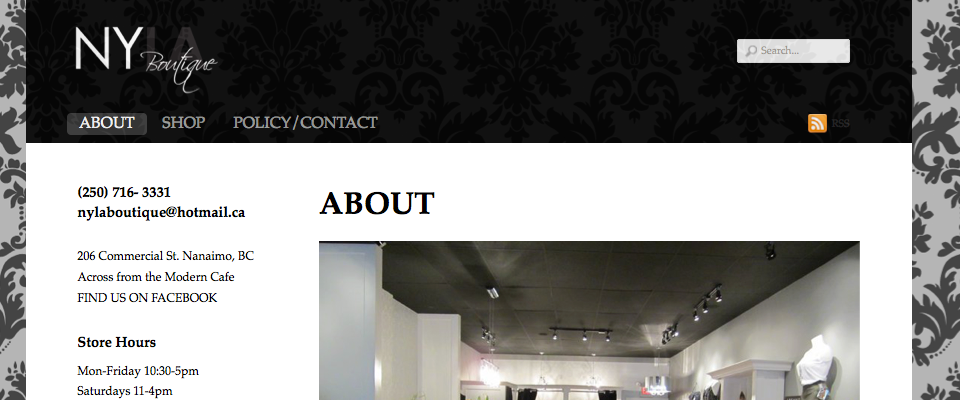 NYLA
Boutique
Search...
ABOUT SHOP POLICY/CONTACT
RSS
(250) 716- 3331
nylaboutique@hotmail.ca
206 Commercial St. Nanaimo, BC
Across from the Modern Cafe
FIND US ON FACEBOOK
Store Hours
Mon-Friday 10:30-5pm
Saturdays 11-4pm
ABOUT